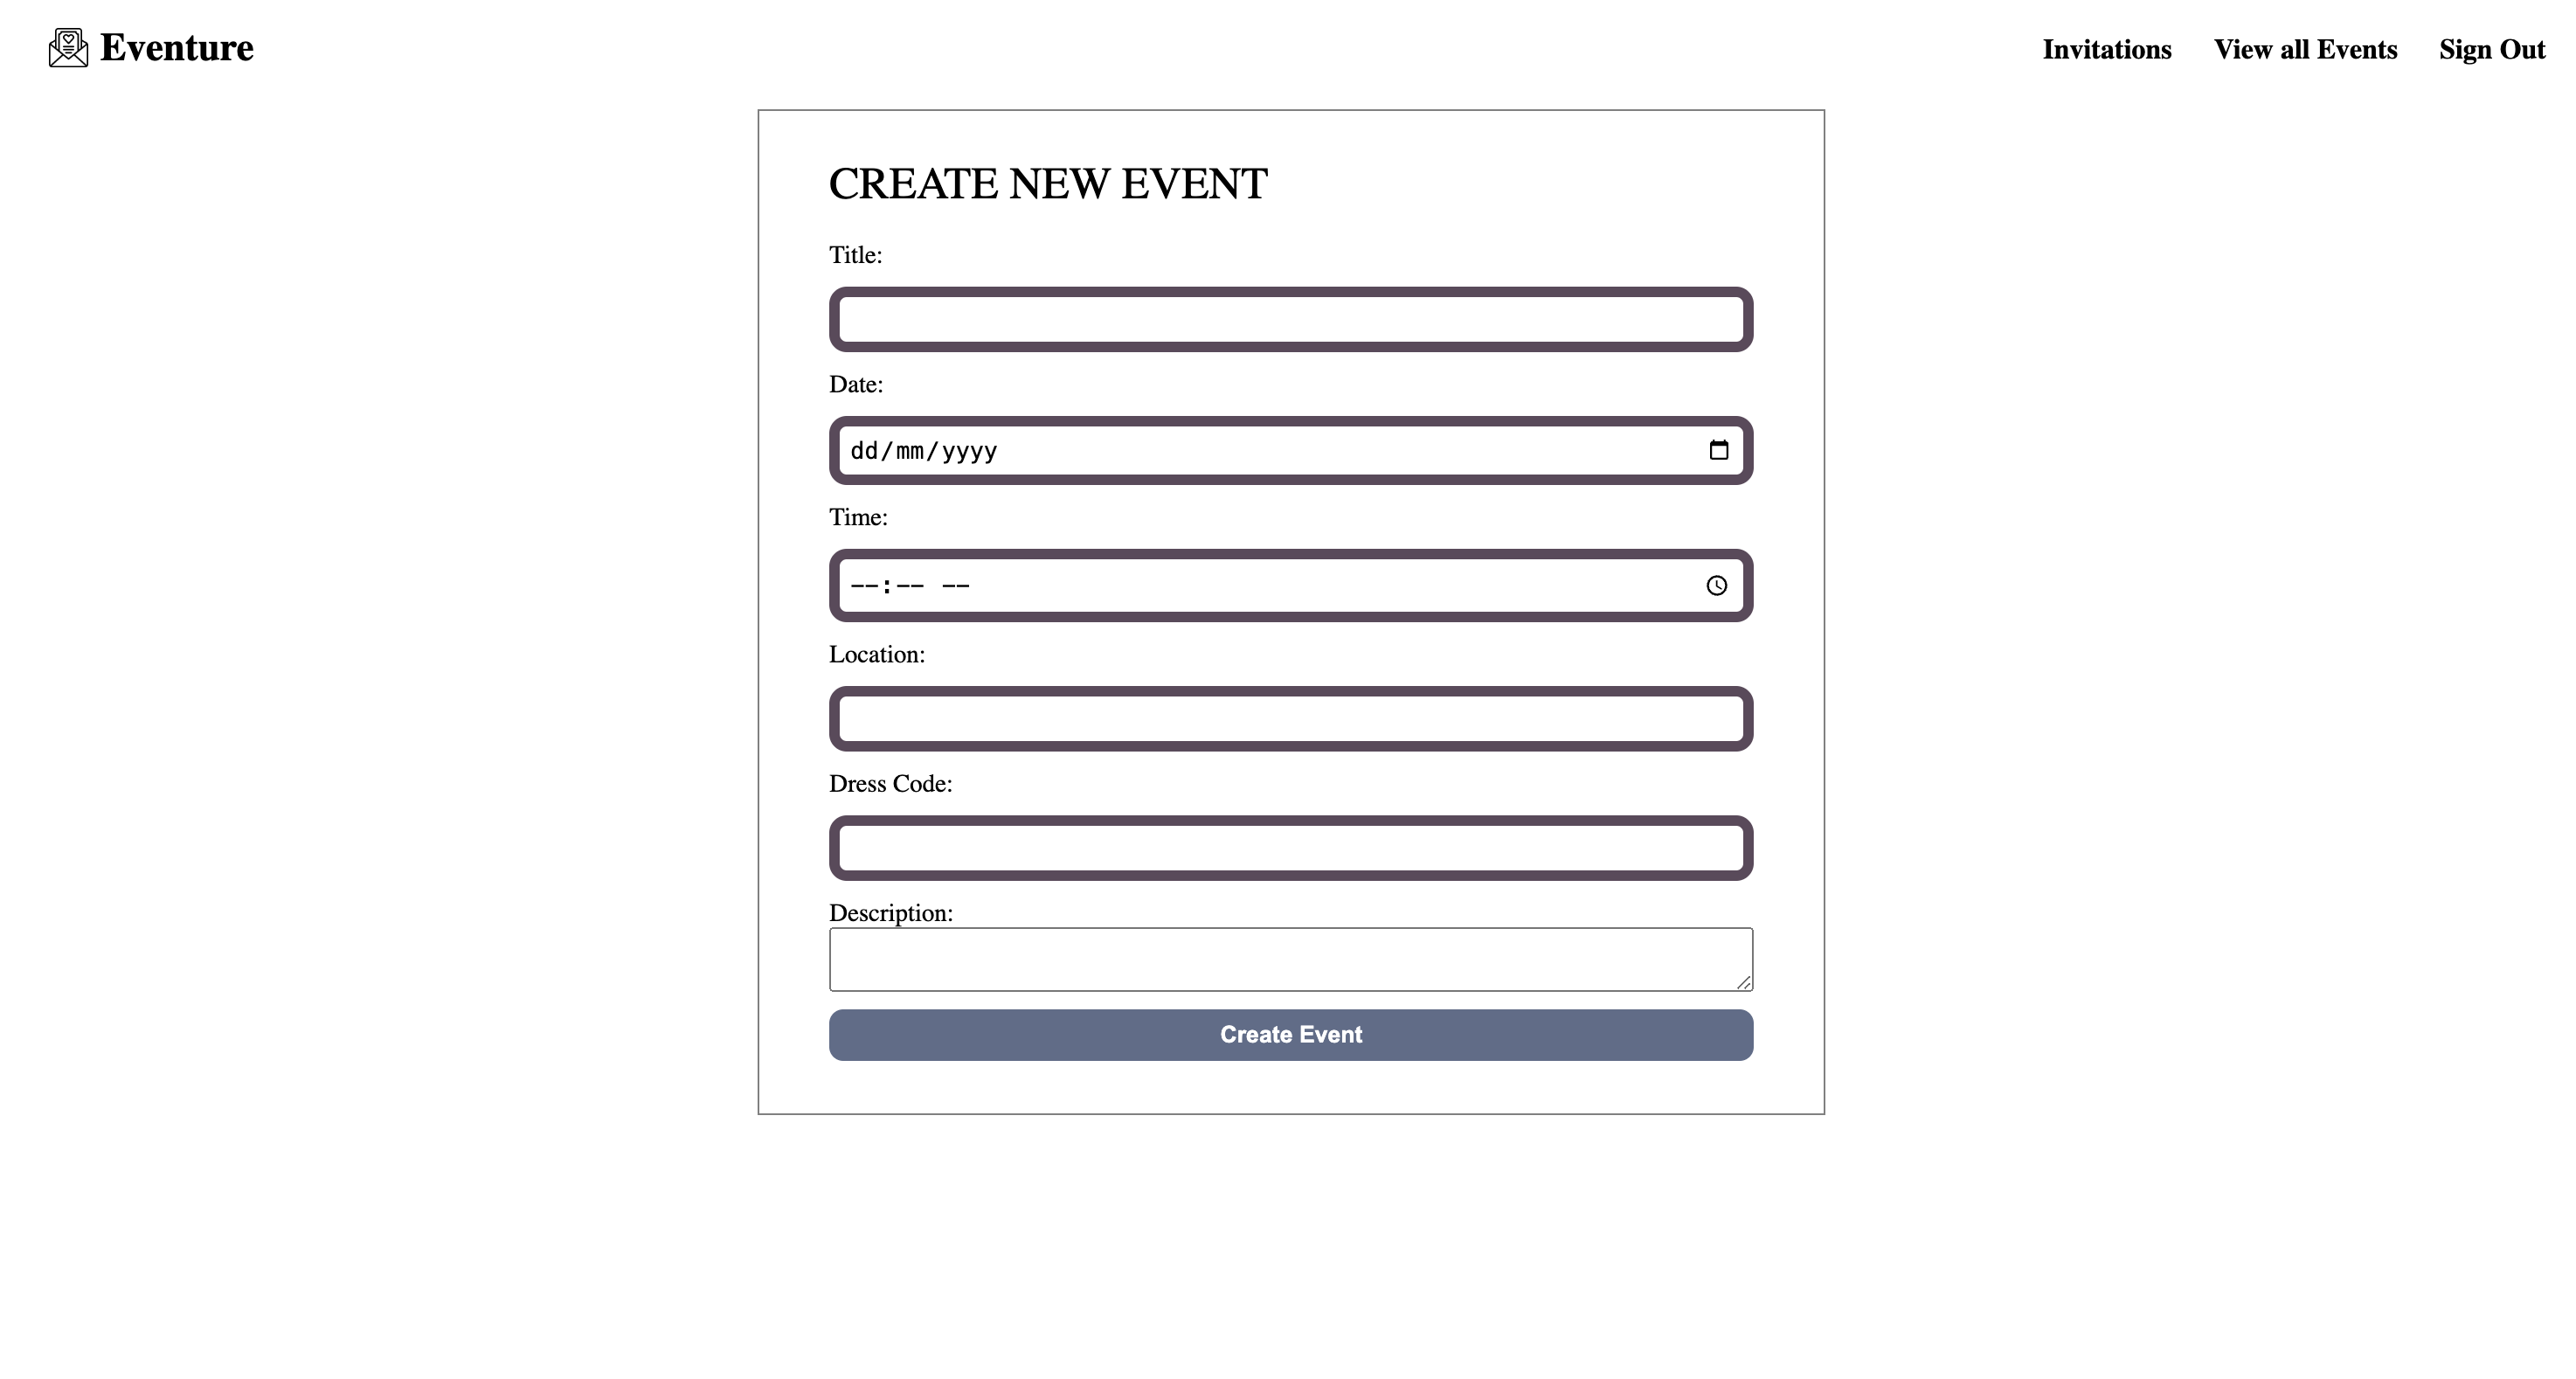 Eventure
Invitations View all Events Sign Out
CREATE NEW EVENT
Title:
Date:
dd/mm/yyyy
Time:
--:-- --
Location:
Dress Code:
Description:
Create Event